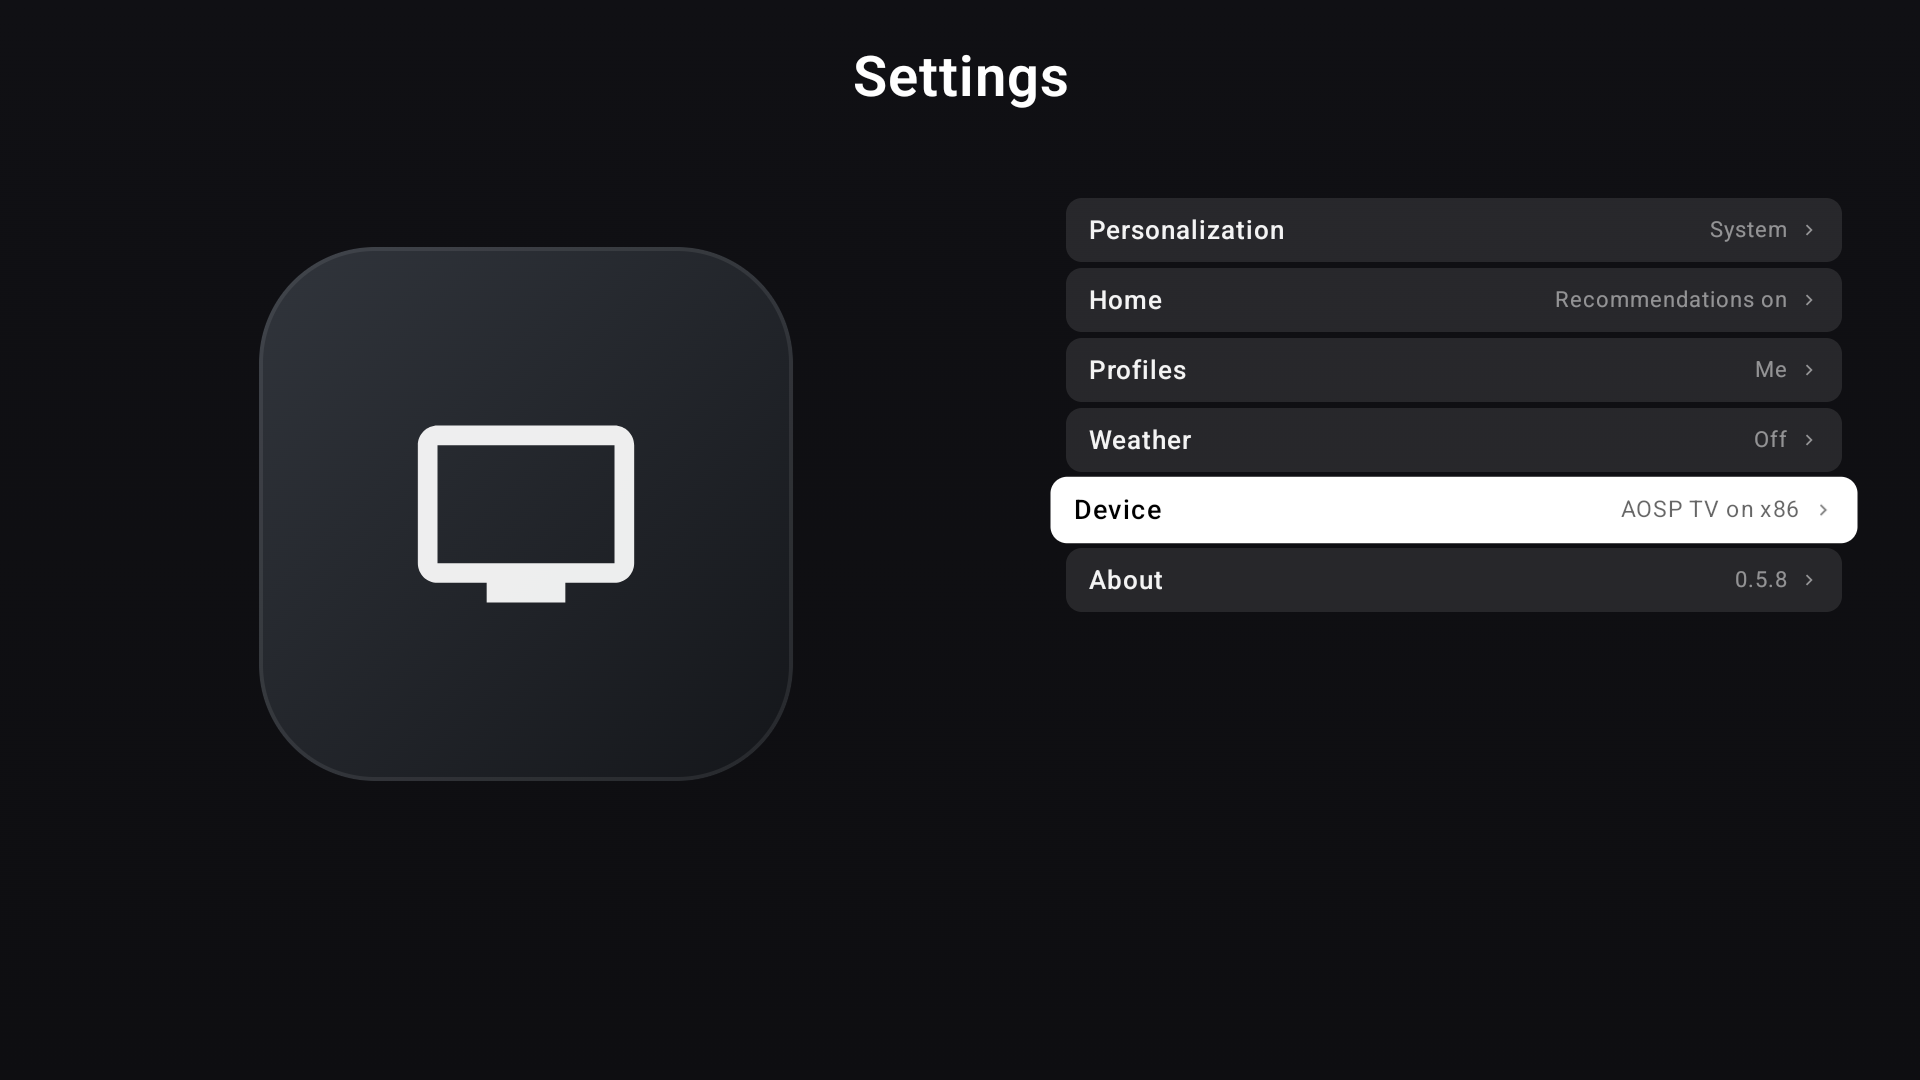 Settings
Personalization System
Home Recommendations on
Profiles Me
Weather Off
Device AOSP TV on x86
About 0.5.8